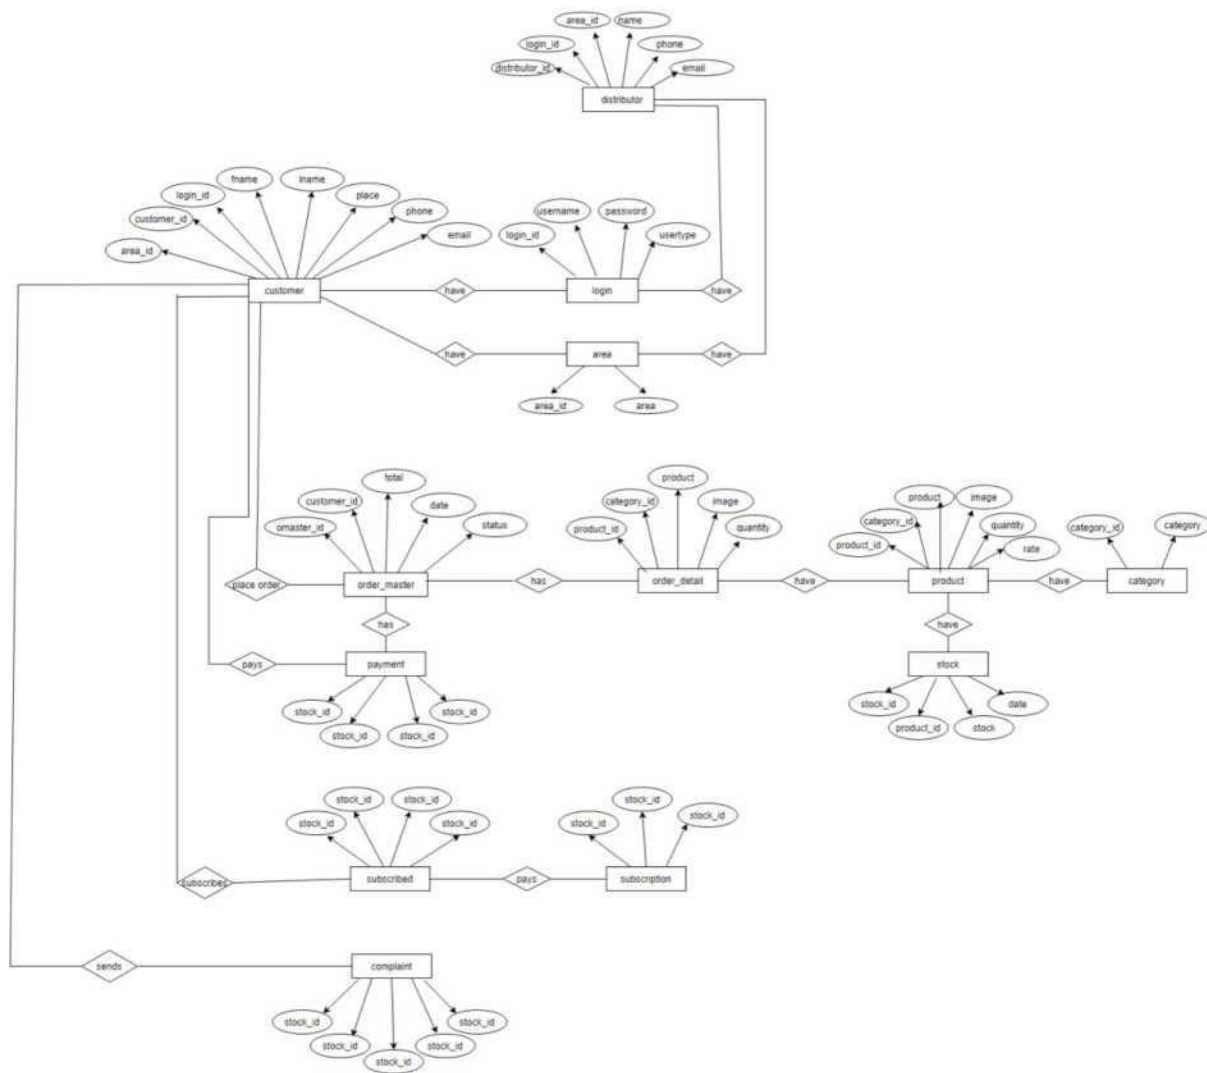 area_id
name
login_id
phone
distributor_id
email
distributor
fname
lname
login_id
place
customer_id
phone
area_id
email
customer
username
password
login_id
usertype
have
login
have
have
area
have
area_id
area
total
customer_id
date
omaster_id
status
place order
order_master
has
product
category_id
image
product_id
quantity
order_detail
have
product
image
category_id
quantity
product_id
rate
product
have
category_id
category
category
has
have
pays
payment
stock_id
stock_id
stock_id
stock_id
stock
stock_id
date
product_id
stock
stock_id
stock_id
stock_id
stock_id
subscribes
subscribed
pays
stock_id
stock_id
stock_id
subscription
sends
complaint
stock_id
stock_id
stock_id
stock_id
stock_id